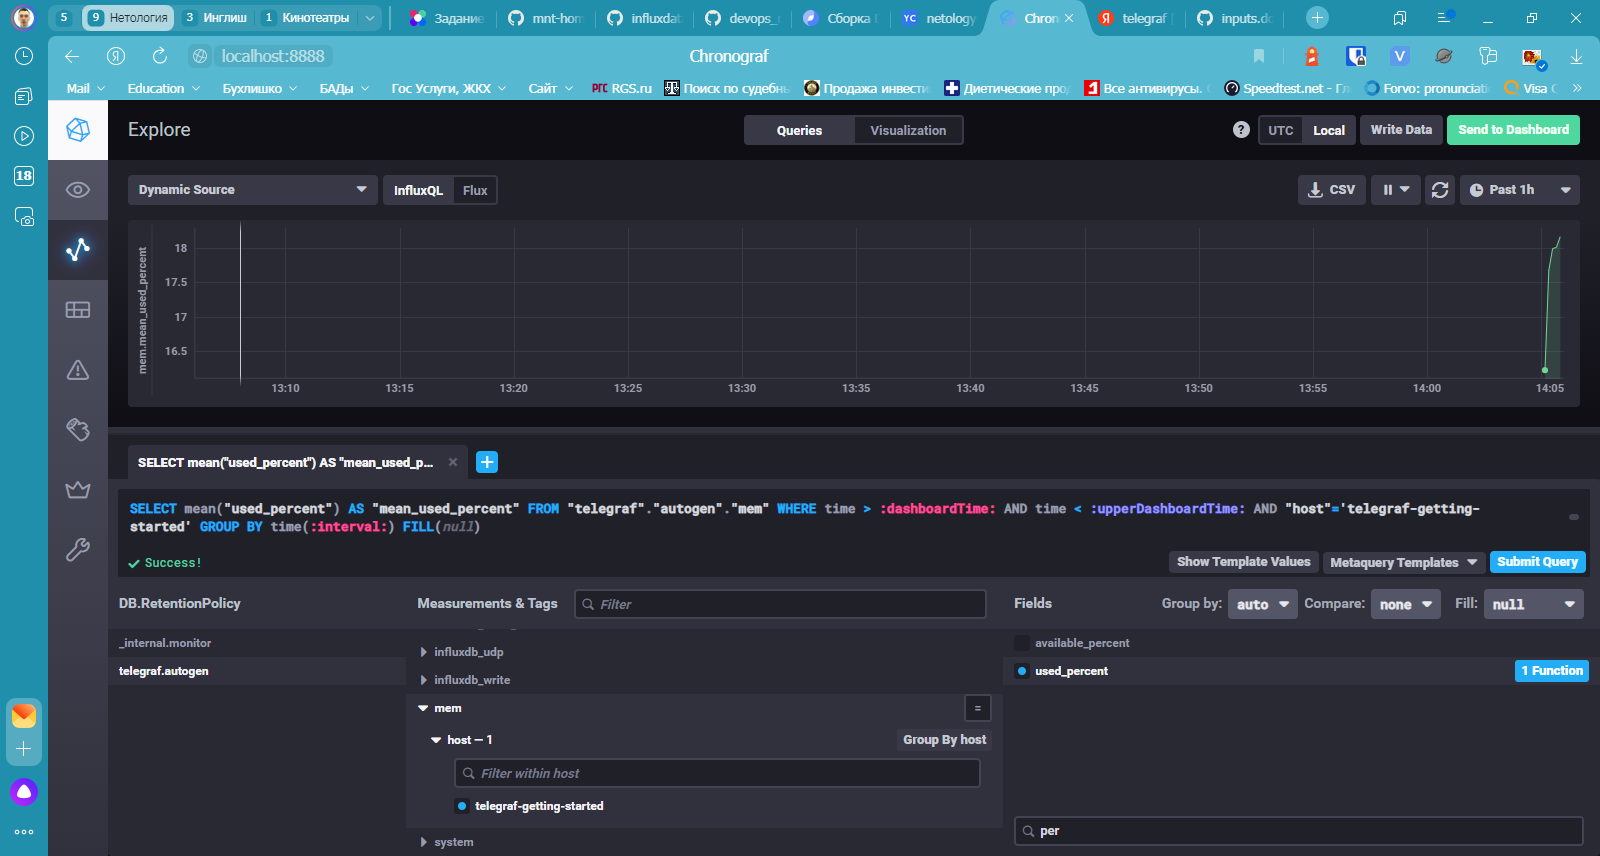 5
9 Нетология
3 Инглиш
1 Кинотеатры
Задание
mnt-hom
influxdat
devops_n
Сборка
netology
Chron
telegraf
inputs.do
localhost:8888
Chronograf
Mail
Education
Бухлишко
БАДы
Гос Услуги, ЖКХ
Сайт
РГС RGS.ru
Поиск по судебн
Продажа инвести
Диетические про
Все антивирусы.
Speedtest.net - Гл
Forvo: pronunciati
Visa
18
Explore
Queries
Visualization
?
UTC
Local
Write Data
Send to Dashboard
Dynamic Source
InfluxQL
Flux
CSV
Past 1h
mem.mean_used_percent
18
17.5
17
16.5
13:10
13:15
13:20
13:25
13:30
13:35
13:40
13:45
13:50
13:55
14:00
14:05
SELECT mean("used_percent") AS "mean_used_p...
SELECT mean("used_percent") AS "mean_used_percent" FROM "telegraf"."autogen"."mem" WHERE time > :dashboardTime: AND time < :upperDashboardTime: AND "host"='telegraf-getting-
started' GROUP BY time(:interval:) FILL(null)
Success!
Show Template Values
Metaquery Templates
Submit Query
DB.RetentionPolicy
Measurements & Tags
Filter
Fields
Group by: auto
Compare: none
Fill: null
_internal.monitor
telegraf.autogen
influxdb_udp
influxdb_write
mem
=
host — 1
Group By host
Filter within host
telegraf-getting-started
system
available_percent
used_percent
1 Function
per